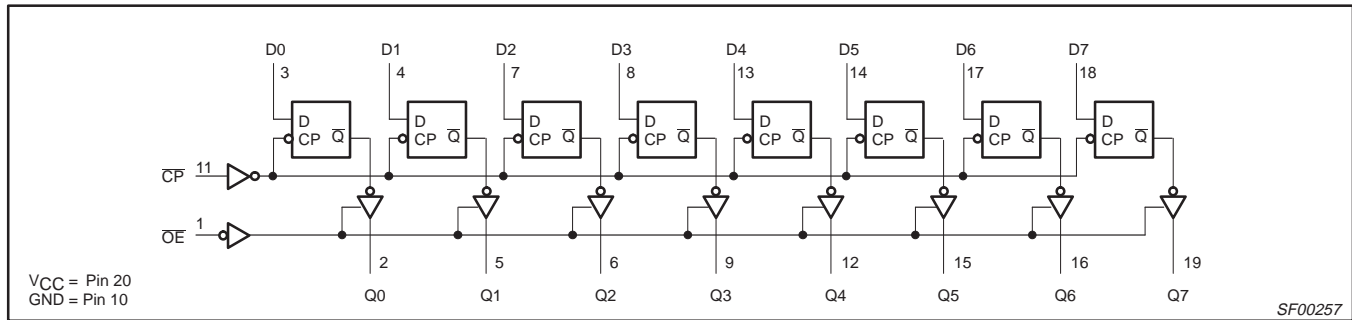 D0 D1 D2 D3 D4 D5 D6 D7
3 4 7 8 13 14 17 18
D D D D D D D D
CP Q̅ CP Q̅ CP Q̅ CP Q̅ CP Q̅ CP Q̅ CP Q̅ CP Q̅
C̅P̅ 11
O̅E̅ 1
2 5 6 9 12 15 16 19
VCC = Pin 20
GND = Pin 10
Q0 Q1 Q2 Q3 Q4 Q5 Q6 Q7
SF00257